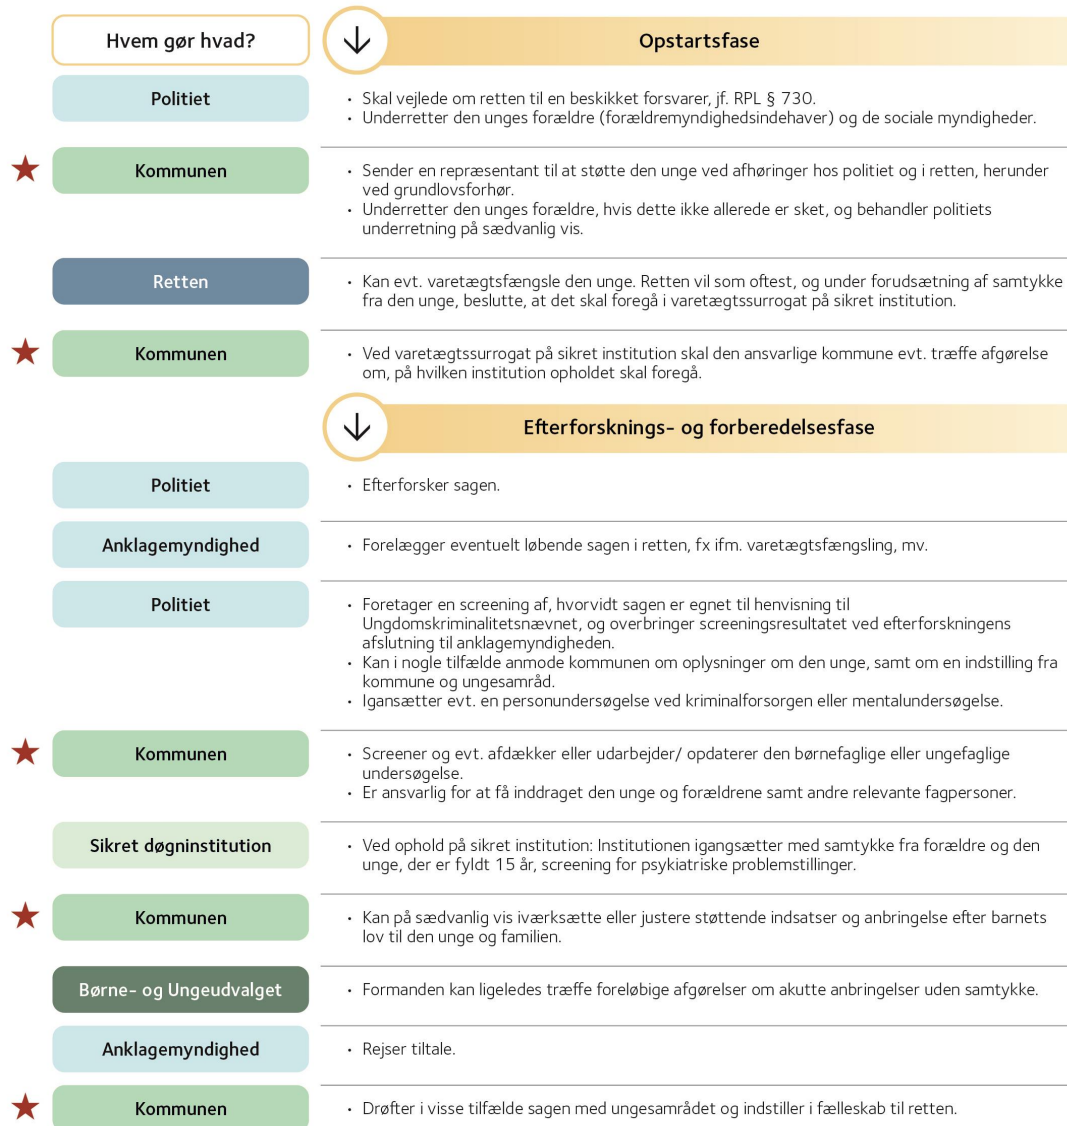 Hvem gør hvad?
Opstartsfase
Politiet
• Skal vejlede om retten til en beskikket forsvarer, jf. RPL § 730.
• Underretter den unges forældre (forældremyndighedsindehaver) og de sociale myndigheder.
Kommunen
• Sender en repræsentant til at støtte den unge ved afhøringer hos politiet og i retten, herunder
ved grundlovsforhør.
• Underretter den unges forældre, hvis dette ikke allerede er sket, og behandler politiets
underretning på sædvanlig vis.
Retten
• Kan evt. varetægtsfængsle den unge. Retten vil som oftest, og under forudsætning af samtykke
fra den unge, beslutte, at det skal foregå i varetægtssurrogat på sikret institution.
Kommunen
• Ved varetægtssurrogat på sikret institution skal den ansvarlige kommune evt. træffe afgørelse
om, på hvilken institution opholdet skal foregå.
Efterforsknings- og forberedelsesfase
Politiet
• Efterforsker sagen.
Anklagemyndighed
• Forelægger eventuelt løbende sagen i retten, fx ifm. varetægtsfængsling, mv.
Politiet
• Foretager en screening af, hvorvidt sagen er egnet til henvisning til
Ungdomskriminalitetsnævnet, og overbringer screeningsresultatet ved efterforskningens
afslutning til anklagemyndigheden.
• Kan i nogle tilfælde anmode kommunen om oplysninger om den unge, samt om en indstilling fra
kommune og ungesamråd.
• Igansætter evt. en personundersøgelse ved kriminalforsorgen eller mentalundersøgelse.
Kommunen
• Screener og evt. afdækker eller udarbejder/ opdaterer den børnefaglige eller ungefaglige
undersøgelse.
• Er ansvarlig for at få inddraget den unge og forældrene samt andre relevante fagpersoner.
Sikret døgninstitution
• Ved ophold på sikret institution: Institutionen igangsætter med samtykke fra forældre og den
unge, der er fyldt 15 år, screening for psykiatriske problemstillinger.
Kommunen
• Kan på sædvanlig vis iværksætte eller justere støttende indsatser og anbringelse efter barnets
lov til den unge og familien.
Børne- og Ungeudvalget
• Formanden kan ligeledes træffe foreløbige afgørelser om akutte anbringelser uden samtykke.
Anklagemyndighed
• Rejser tiltale.
Kommunen
• Drøfter i visse tilfælde sagen med ungesamrådet og indstiller i fælleskab til retten.